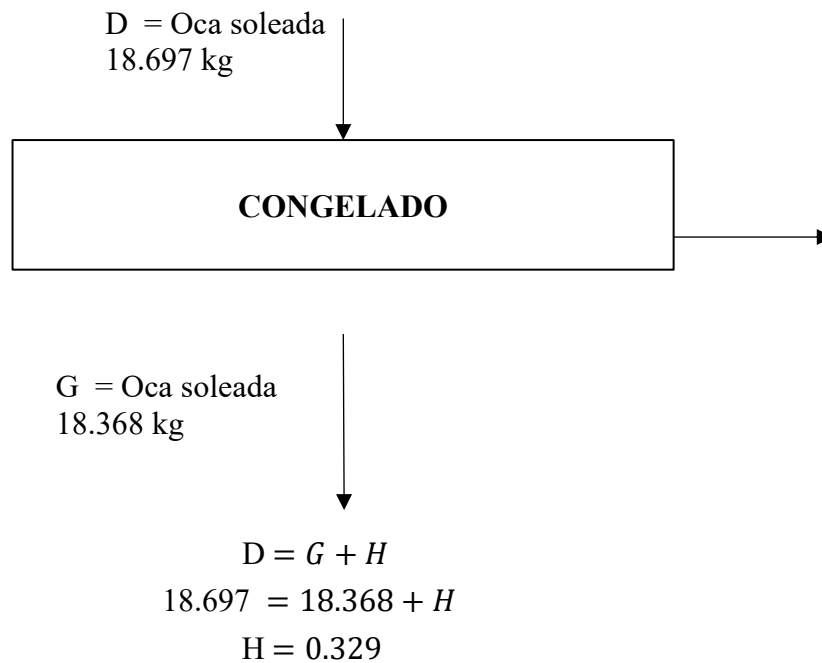 D = Oca soleada
18.697 kg
CONGELADO
G = Oca soleada
18.368 kg
D = G + H
18.697 = 18.368 + H
H = 0.329